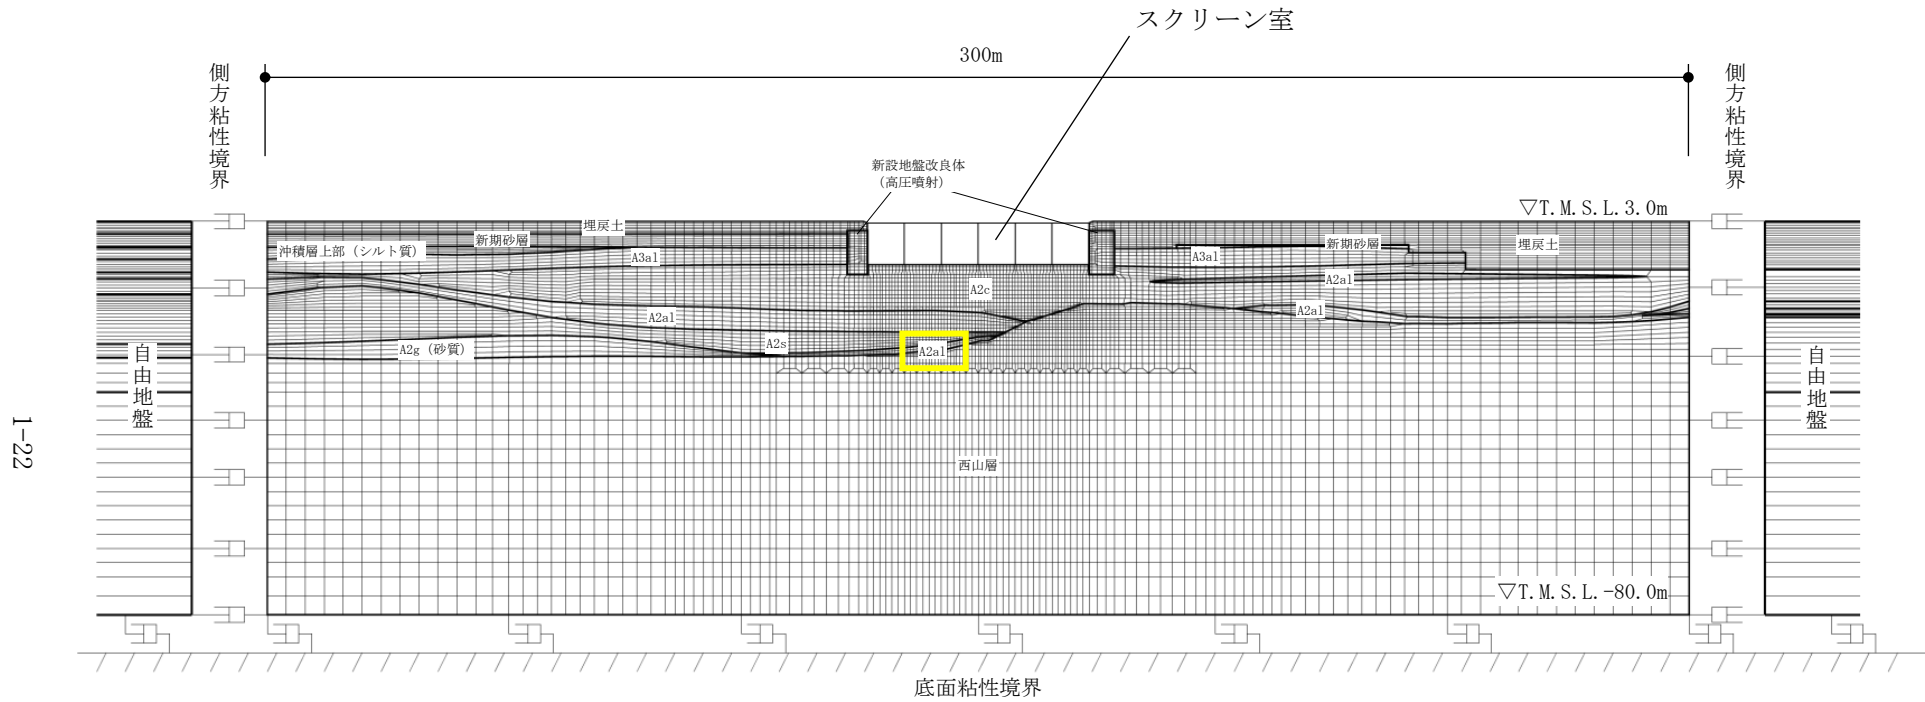 スクリーン室
300m
側方粘性境界
側方粘性境界
新設地盤改良体
（高圧噴射）
▽T.M.S.L.3.0m
埋戻土
新期砂層
沖積層上部（シルト質）
A3al
A3al
新期砂層
埋戻土
A2al
A2c
A2al
A2al
A2s
A2g（砂質）
A2al
自由地盤
自由地盤
西山層
▽T.M.S.L.-80.0m
底面粘性境界
1-22